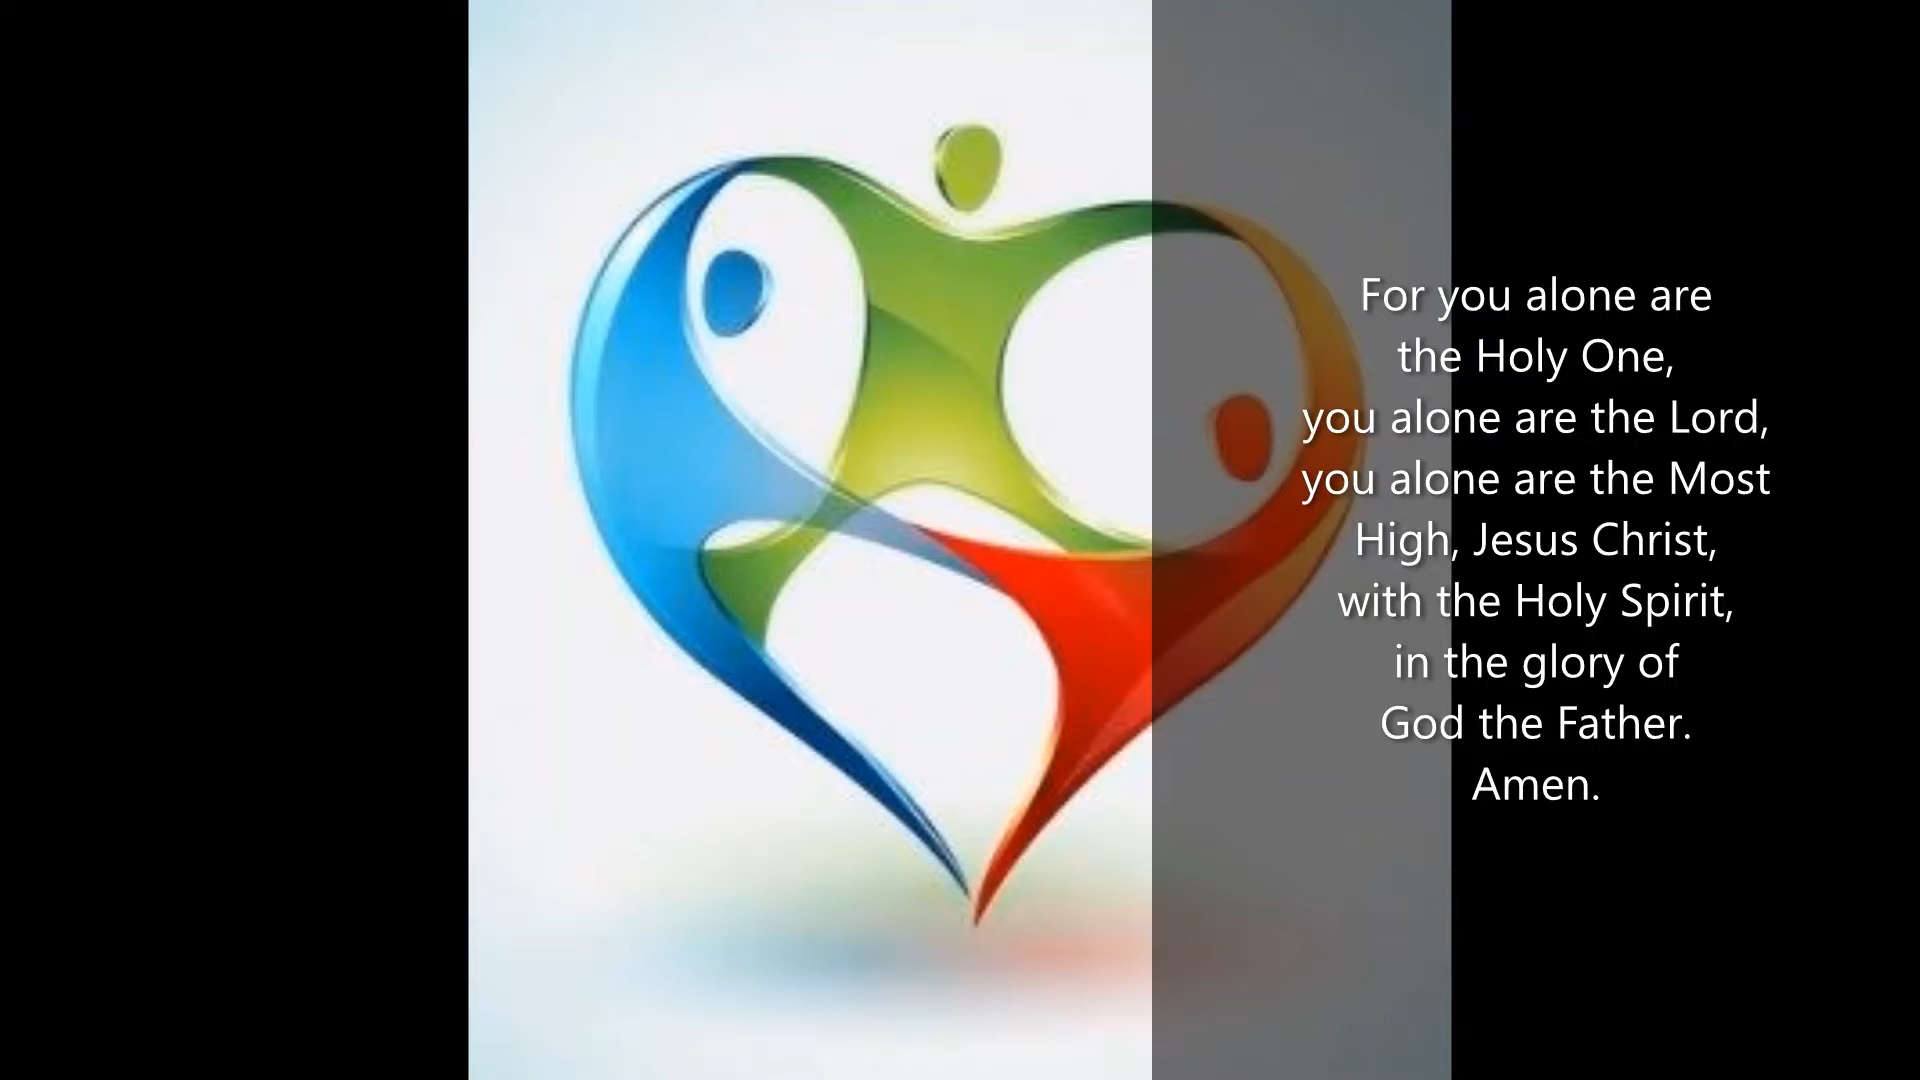 For you alone are
the Holy One,
you alone are the Lord,
you alone are the Most
High, Jesus Christ,
with the Holy Spirit,
in the glory of
God the Father.
Amen.